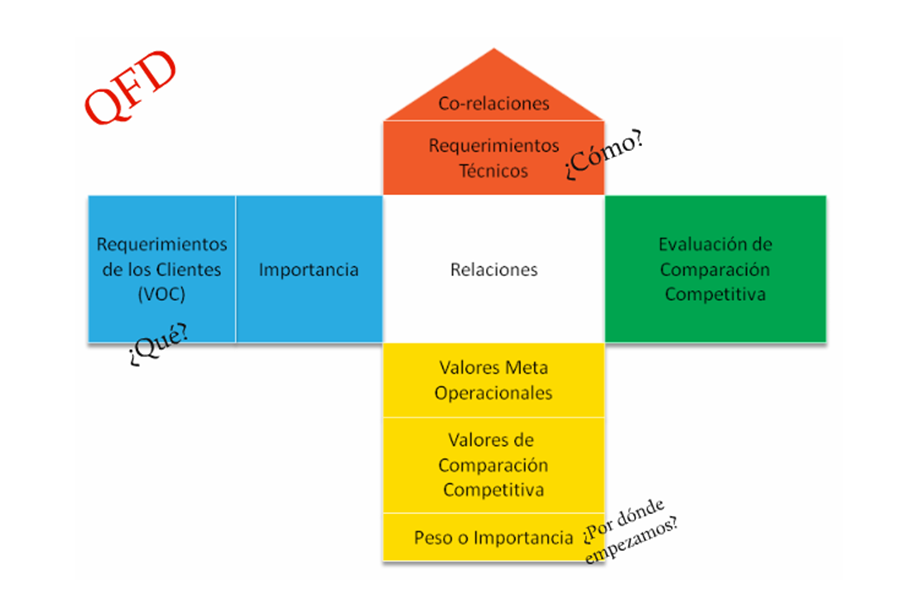 QFD
Co-relaciones
Requerimientos
Técnicos
¿Cómo?
Requerimientos
de los Clientes
(VOC)
¿Qué?
Importancia
Relaciones
Evaluación de
Comparación
Competitiva
Valores Meta
Operacionales
Valores de
Comparación
Competitiva
Peso o Importancia
¿Por dónde
empezamos?